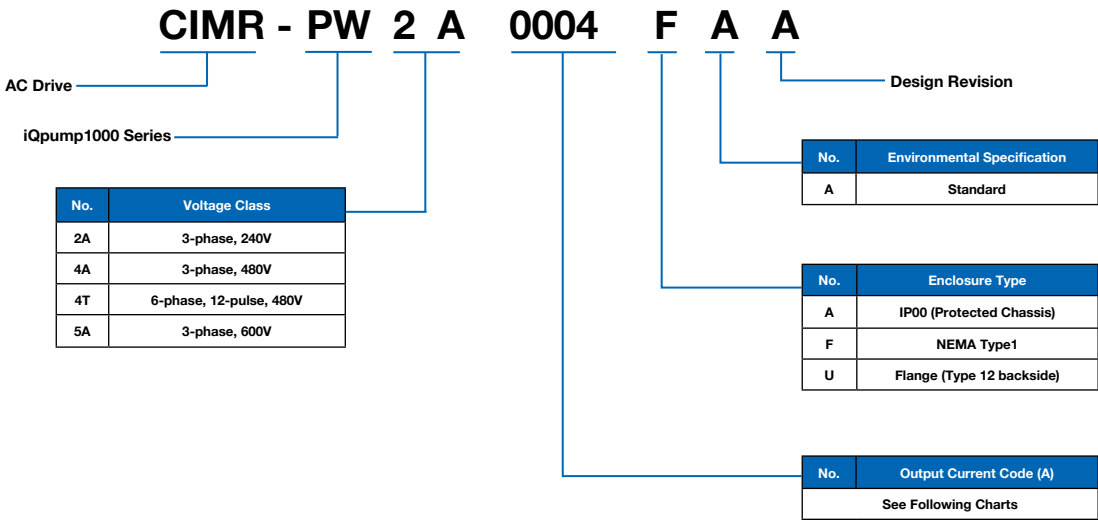 CIMR - PW 2 A 0004 F A A
AC Drive
Design Revision
iQpump1000 Series
No. Environmental Specification
A Standard
No. Voltage Class
2A 3-phase, 240V
4A 3-phase, 480V
4T 6-phase, 12-pulse, 480V
5A 3-phase, 600V
No. Enclosure Type
A IP00 (Protected Chassis)
F NEMA Type1
U Flange (Type 12 backside)
No. Output Current Code (A)
See Following Charts